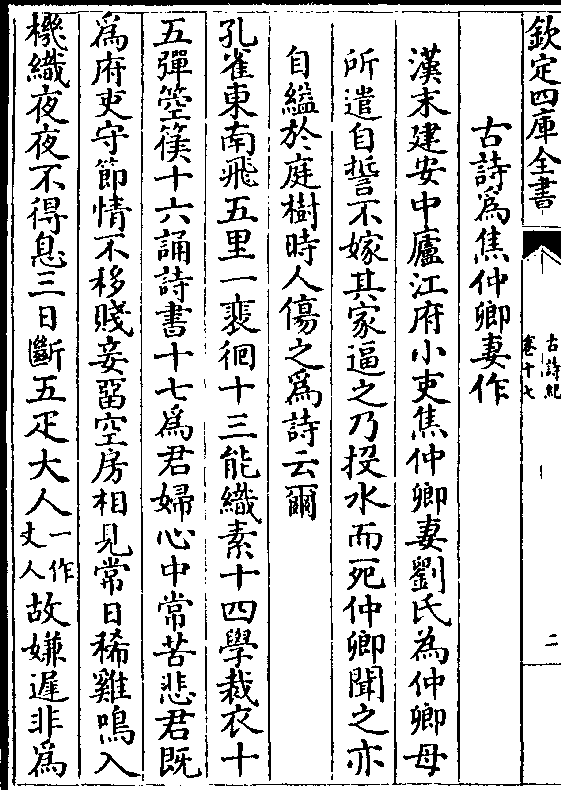 欽定四庫全書
古詩紀
卷十七
二
古詩為焦仲卿妻作
漢末建安中廬江府小吏焦仲卿妻劉氏為仲卿母
所遣自誓不嫁其家逼之乃投水而死仲卿聞之亦
自縊於庭樹時人傷之為詩云爾
孔雀東南飛五里一裴徊十三能織素十四學裁衣十
五彈箜篌十六誦詩書十七為君婦心中常苦悲君既
為府吏守節情不移賤妾留空房相見常日稀雞鳴入
機織夜夜不得息三日斷五疋大人一作丈人故嫌遲非為